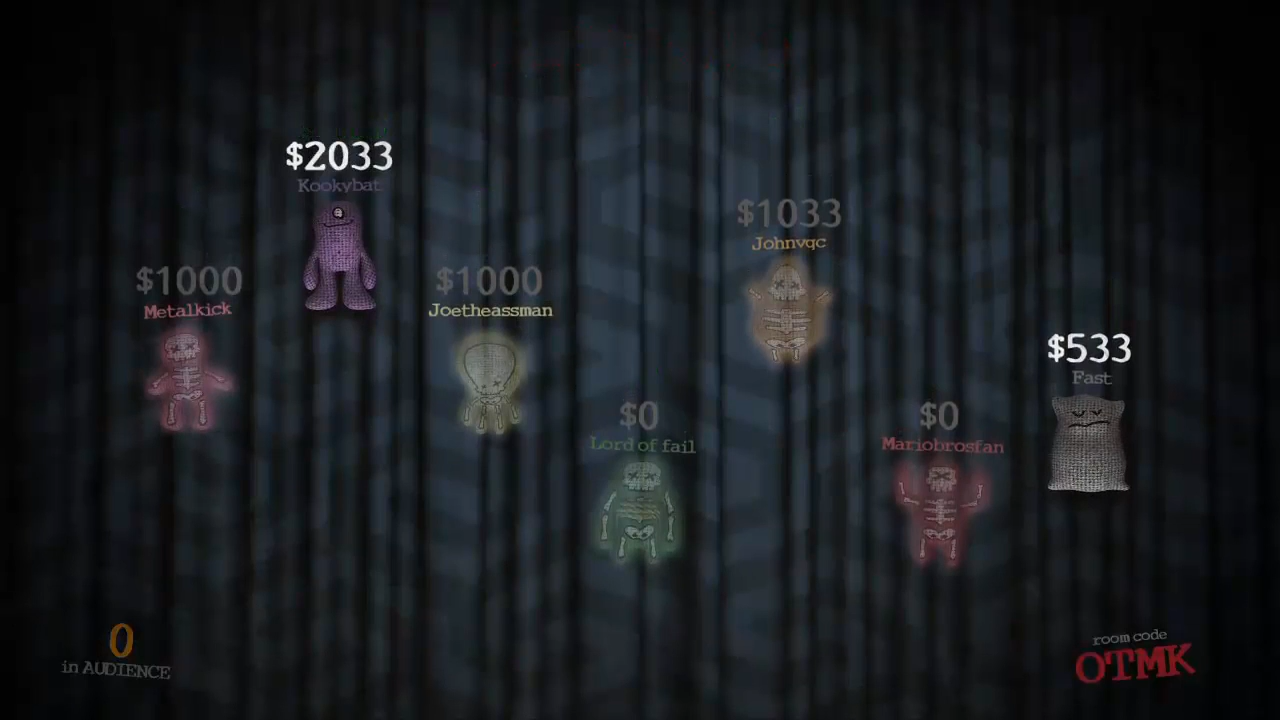 $2033
Kookybat
$1033
Johnvqc
$1000
Metalkick
$1000
Joetheassman
$533
Fast
$0
Lord of fail
$0
Mariobrosfan
0
in AUDIENCE
room code
OTMK